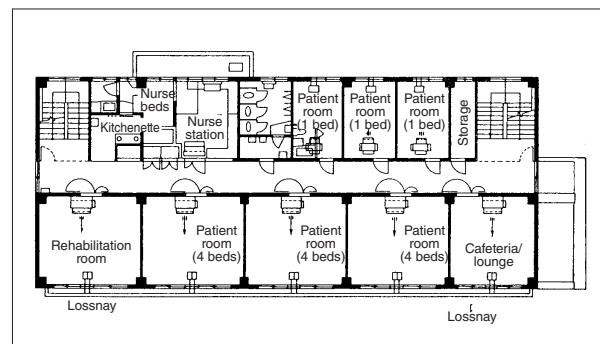 Nurse
beds
Kitchenette
Nurse
station
Patient
room
(1 bed)
Patient
room
(1 bed)
Patient
room
(1 bed)
Storage
Rehabilitation
room
Patient
room
(4 beds)
Patient
room
(4 beds)
Patient
room
(4 beds)
Cafeteria/
lounge
Lossnay
Lossnay